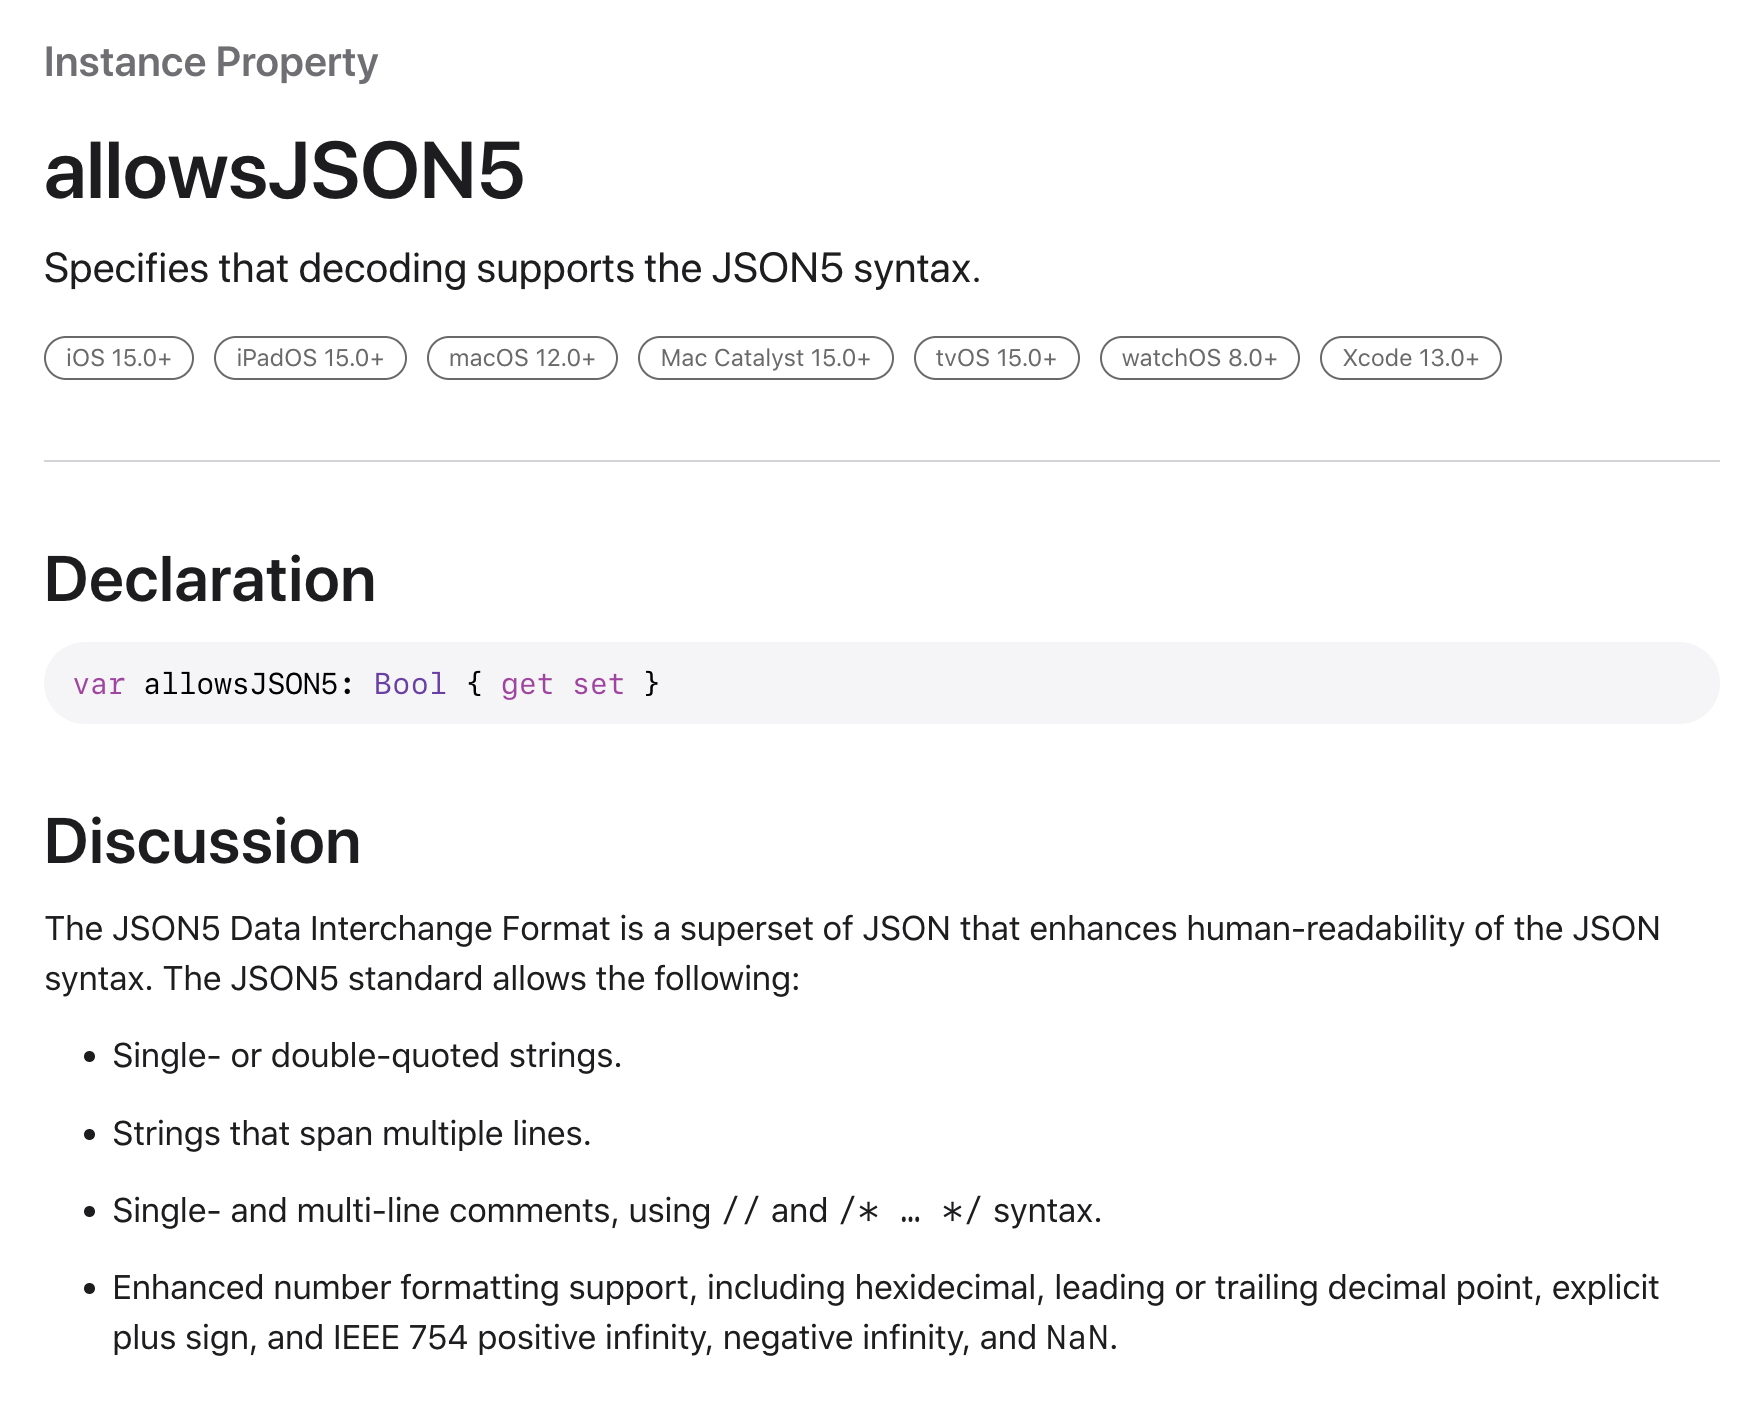 Instance Property
allowsJSON5
Specifies that decoding supports the JSON5 syntax.
iOS 15.0+ iPadOS 15.0+ macOS 12.0+ Mac Catalyst 15.0+ tvOS 15.0+ watchOS 8.0+ Xcode 13.0+
Declaration
var allowsJSON5: Bool { get set }
Discussion
The JSON5 Data Interchange Format is a superset of JSON that enhances human-readability of the JSON
syntax. The JSON5 standard allows the following:
• Single- or double-quoted strings.
• Strings that span multiple lines.
• Single- and multi-line comments, using // and /* … */ syntax.
• Enhanced number formatting support, including hexidecimal, leading or trailing decimal point, explicit
plus sign, and IEEE 754 positive infinity, negative infinity, and NaN.